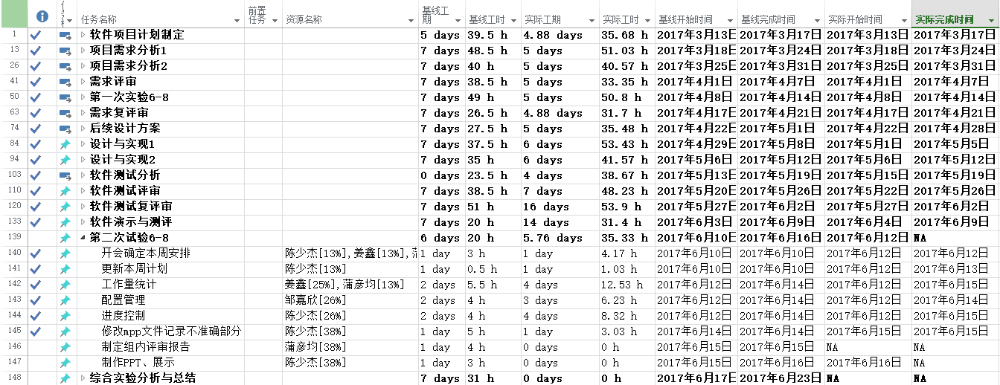 任务名称 前置任务 资源名称 基线工期 基线工时 实际工期 实际工时 基线开始时间 基线完成时间 实际开始时间 实际完成时间
1 软件项目计划制定 5 days 39.5 h 4.88 days 35.68 h 2017年3月13日 2017年3月17日 2017年3月13日 2017年3月17日
13 项目需求分析1 7 days 48.5 h 5 days 51.03 h 2017年3月18日 2017年3月24日 2017年3月18日 2017年3月24日
26 项目需求分析2 7 days 40 h 5 days 40.57 h 2017年3月25日 2017年3月31日 2017年3月25日 2017年3月31日
41 需求评审 7 days 38.5 h 5 days 33.35 h 2017年4月1日 2017年4月7日 2017年4月1日 2017年4月7日
50 第一次实验6-8 7 days 49 h 5 days 50.8 h 2017年4月8日 2017年4月14日 2017年4月8日 2017年4月14日
63 需求复评审 7 days 26.5 h 4.88 days 31.7 h 2017年4月17日 2017年4月21日 2017年4月17日 2017年4月21日
74 后续设计方案 7 days 27.5 h 5 days 35.48 h 2017年4月22日 2017年5月1日 2017年4月22日 2017年4月28日
84 设计与实现1 7 days 37.5 h 6 days 53.43 h 2017年4月29日 2017年5月8日 2017年5月1日 2017年5月5日
94 设计与实现2 7 days 35 h 6 days 41.57 h 2017年5月6日 2017年5月12日 2017年5月6日 2017年5月12日
103 软件测试分析 0 days 23.5 h 4 days 38.67 h 2017年5月13日 2017年5月19日 2017年5月15日 2017年5月19日
110 软件测试评审 7 days 38.5 h 7 days 48.23 h 2017年5月20日 2017年5月26日 2017年5月22日 2017年5月26日
120 软件测试复评审 7 days 51 h 16 days 53.9 h 2017年5月27日 2017年6月2日 2017年5月27日 2017年6月2日
133 软件演示与测评 7 days 20 h 14 days 31.4 h 2017年6月3日 2017年6月9日 2017年6月4日 2017年6月9日
139 第二次试验6-8 6 days 20 h 5.76 days 35.33 h 2017年6月10日 2017年6月16日 2017年6月12日 NA
140 开会确定本周安排 陈少杰[13%],姜鑫[13%], 1 day 3 h 1 day 4.17 h 2017年6月10日 2017年6月10日 2017年6月12日 2017年6月12日
141 更新本周计划 陈少杰[13%] 1 day 0.5 h 1 day 1.03 h 2017年6月10日 2017年6月10日 2017年6月12日 2017年6月13日
142 工作量统计 姜鑫[25%],蒲彦均[13%] 2 days 5.5 h 4 days 12.53 h 2017年6月12日 2017年6月14日 2017年6月12日 2017年6月15日
143 配置管理 邹嘉欣[26%] 2 days 4 h 3 days 6.23 h 2017年6月12日 2017年6月14日 2017年6月12日 2017年6月14日
144 进度控制 陈少杰[26%] 2 days 4 h 4 days 8.32 h 2017年6月12日 2017年6月14日 2017年6月12日 2017年6月15日
145 修改mpp文件记录不准确部分 陈少杰[38%] 1 day 5 h 1 day 3.03 h 2017年6月14日 2017年6月14日 2017年6月15日 2017年6月15日
146 制定组内评审报告 蒲彦均[38%] 1 day 4 h 0 days 0 h 2017年6月15日 2017年6月15日 NA NA
147 制作PPT、展示 陈少杰[38%] 1 day 3 h 0 days 0 h 2017年6月15日 2017年6月16日 2017年6月16日 NA
148 综合实验分析与总结 7 days 31 h 0 days 0 h 2017年6月17日 2017年6月23日 NA NA